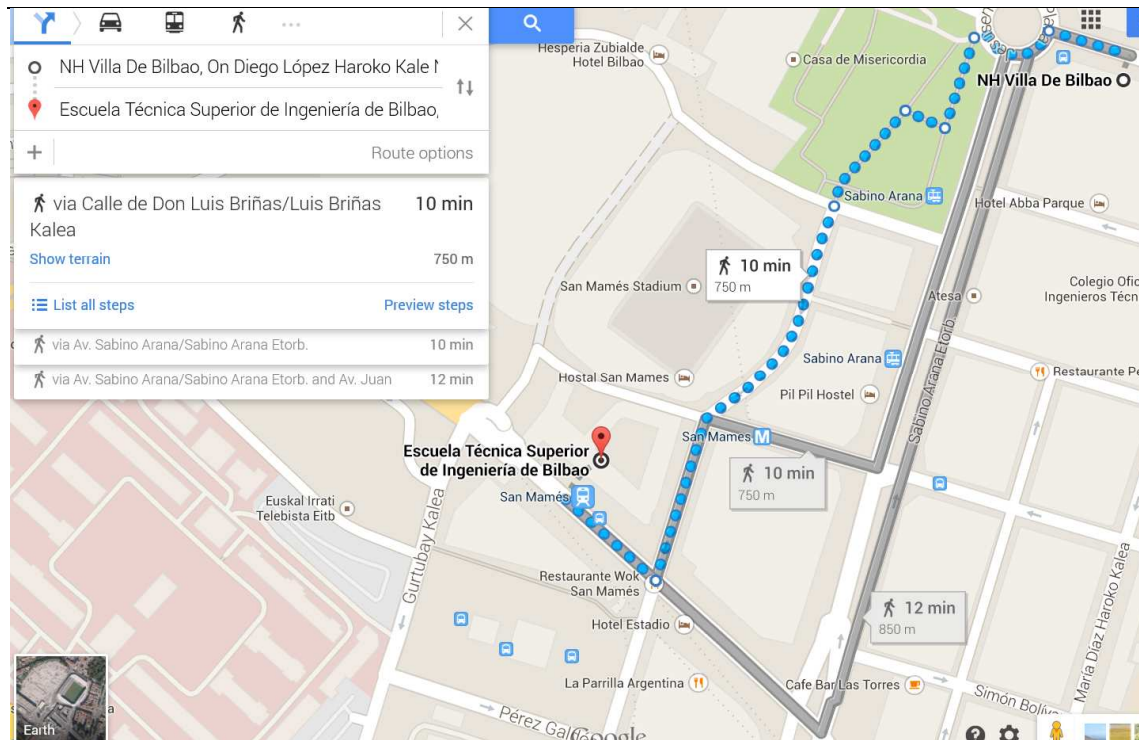 NH Villa De Bilbao, On Diego López Haroko Kale
Escuela Técnica Superior de Ingeniería de Bilbao,
Route options
via Calle de Don Luis Briñas/Luis Briñas
Kalea
10 min
Show terrain
750 m
List all steps
Preview steps
via Av. Sabino Arana/Sabino Arana Etorb.
10 min
via Av. Sabino Arana/Sabino Arana Etorb. and Av. Juan
12 min
Hesperia Zubialde
Hotel Bilbao
Casa de Misericordia
NH Villa De Bilbao
Sabino Arana
Hotel Abba Parque
10 min
750 m
San Mamés Stadium
Colegio Ofic
Ingenieros Técn
Atesa
Sabino Arana
Hostal San Mames
Restaurante Pe
Pil Pil Hostel
Sabino Arana Etorb.
San Mames
M
Escuela Técnica Superior
de Ingeniería de Bilbao
10 min
750 m
San Mamés
Euskal Irrati
Telebista Eitb
Gurtubay Kalea
Restaurante Wok
San Mamés
12 min
850 m
Hotel Estadio
María Díaz Haroko Kalea
La Parrilla Argentina
Cafe Bar Las Torres
Simón Bolív
Pérez Gal
Google
Earth